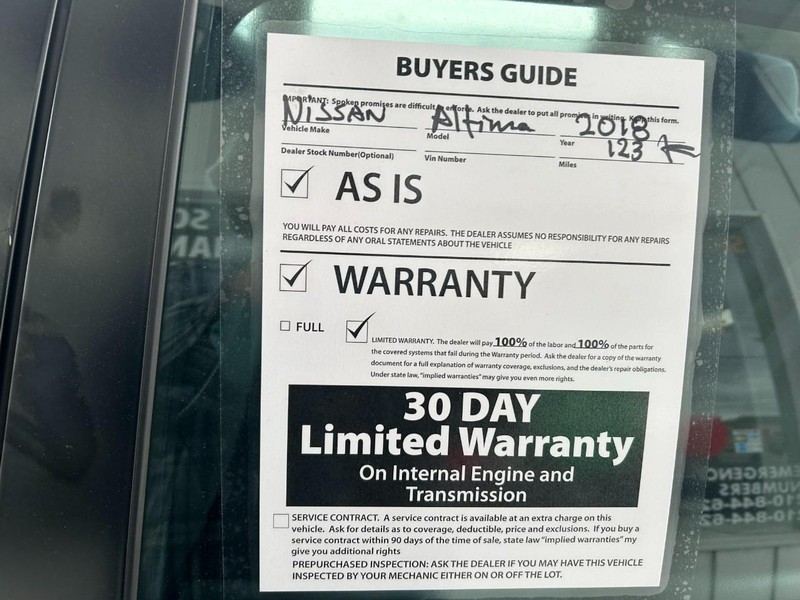 BUYERS GUIDE
IMPORTANT: Spoken promises are difficult to enforce. Ask the dealer to put all promises in writing. Keep this form.
NISSAN Altima 2018
Vehicle Make Model Year
123 K
Dealer Stock Number(Optional) Vin Number Miles
AS IS
YOU WILL PAY ALL COSTS FOR ANY REPAIRS. THE DEALER ASSUMES NO RESPONSIBILITY FOR ANY REPAIRS
REGARDLESS OF ANY ORAL STATEMENTS ABOUT THE VEHICLE
WARRANTY
FULL
LIMITED WARRANTY. The dealer will pay 100% of the labor and 100% of the parts for
the covered systems that fail during the Warranty period. Ask the dealer for a copy of the warranty
document for a full explanation of warranty coverage, exclusions, and the dealer's repair obligations.
Under state law, "implied warranties" may give you even more rights.
30 DAY
Limited Warranty
On Internal Engine and
Transmission
SERVICE CONTRACT. A service contract is available at an extra charge on this
vehicle. Ask for details as to coverage, deductible, price and exclusions. If you buy a
service contract within 90 days of the time of sale, state law "implied warranties" my
give you additional rights
PREPURCHASED INSPECTION: ASK THE DEALER IF YOU MAY HAVE THIS VEHICLE
INSPECTED BY YOUR MECHANIC EITHER ON OR OFF THE LOT.